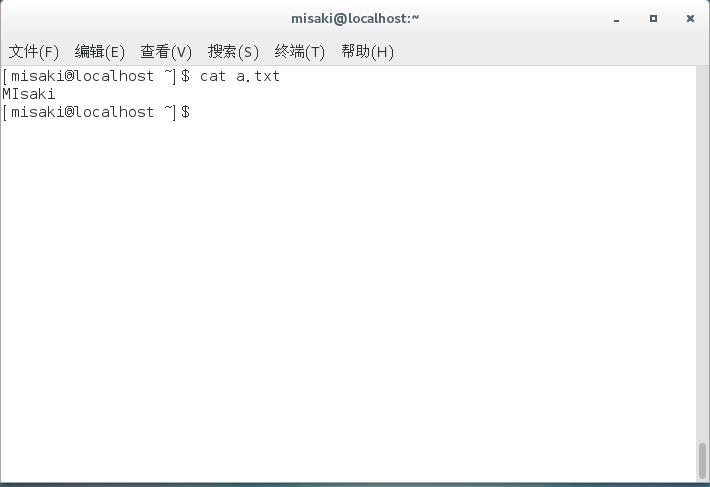 misaki@localhost:~
文件(F) 编辑(E) 查看(V) 搜索(S) 终端(T) 帮助(H)
[misaki@localhost ~]$ cat a.txt
MIsaki
[misaki@localhost ~]$